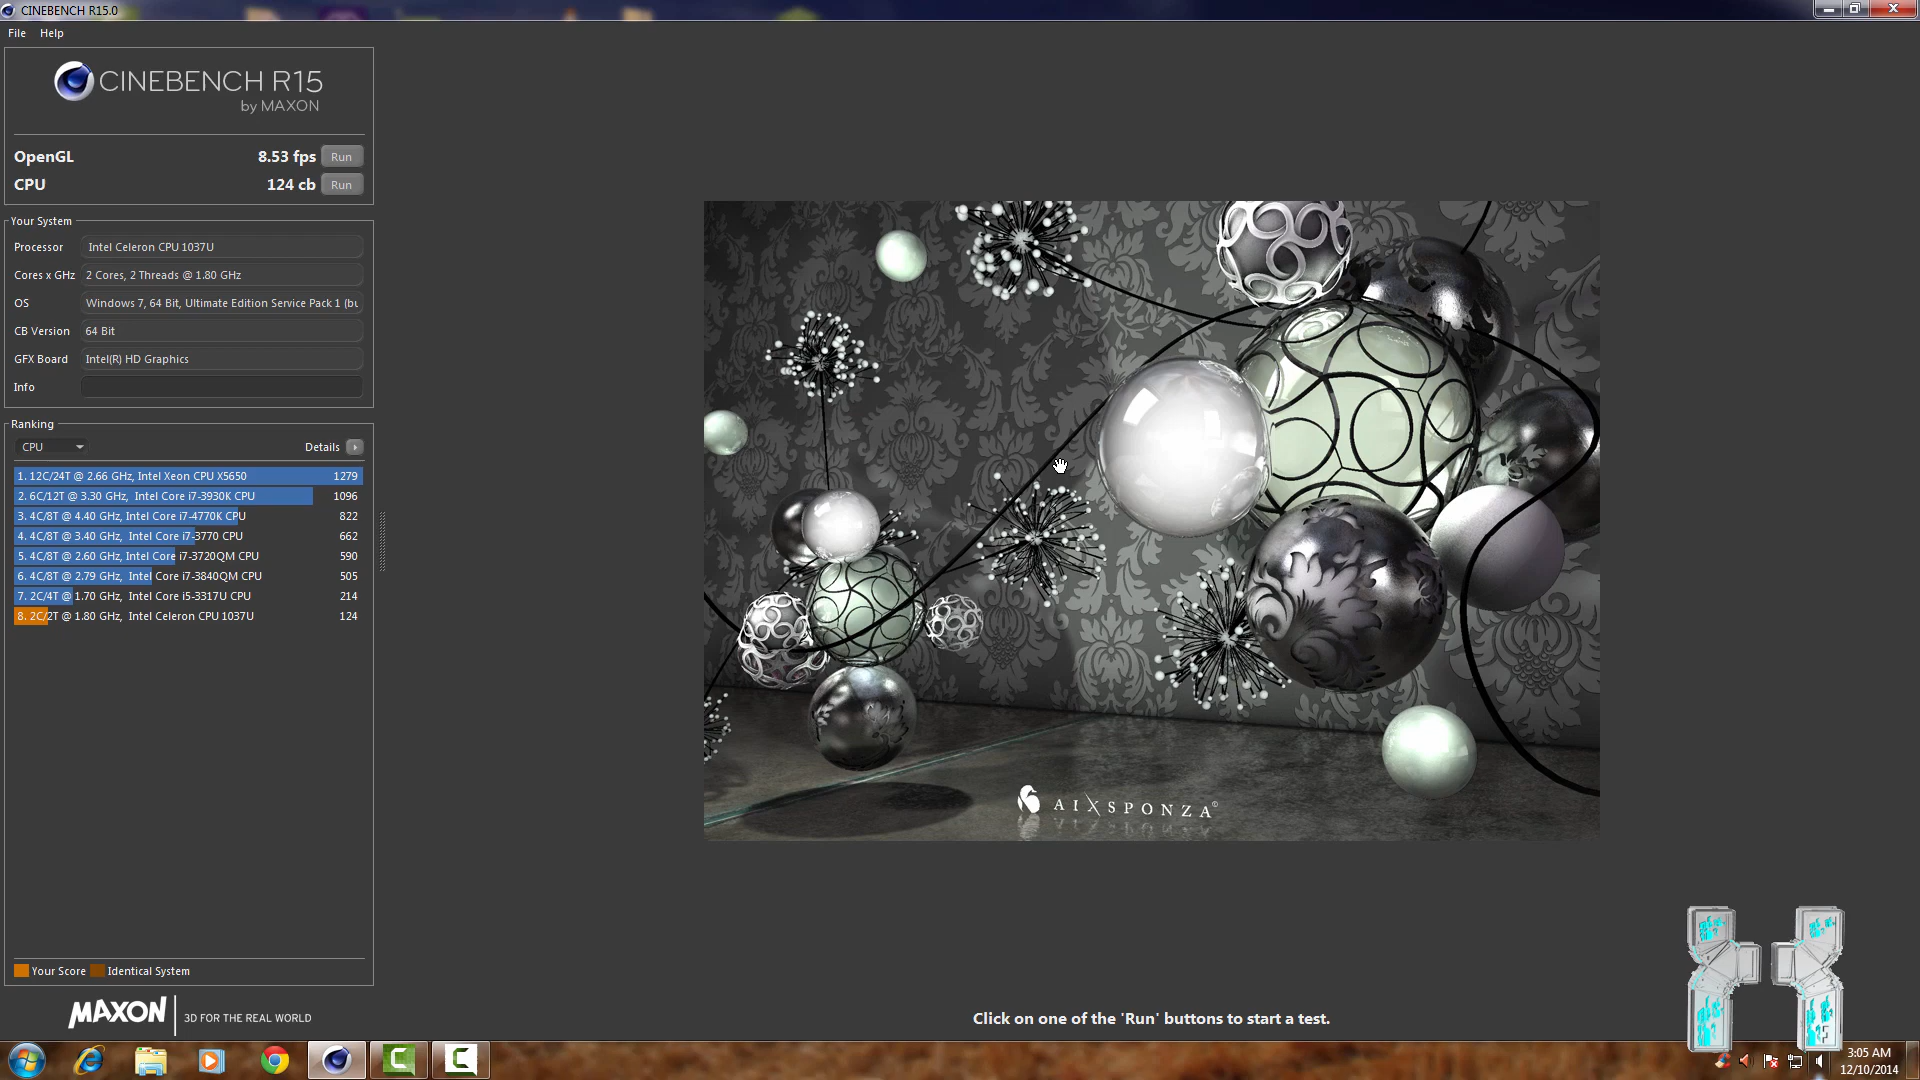 CINEBENCH R15.0
File Help
CINEBENCH R15
by MAXON
OpenGL 8.53 fps Run
CPU 124 cb Run
Your System
Processor Intel Celeron CPU 1037U
Cores x GHz 2 Cores, 2 Threads @ 1.80 GHz
OS Windows 7, 64 Bit, Ultimate Edition Service Pack 1 (bu
CB Version 64 Bit
GFX Board Intel(R) HD Graphics
Info
Ranking
CPU Details
1. 12C/24T @ 2.66 GHz, Intel Xeon CPU X5650 1279
2. 6C/12T @ 3.30 GHz, Intel Core i7-3930K CPU 1096
3. 4C/8T @ 4.40 GHz, Intel Core i7-4770K CPU 822
4. 4C/8T @ 3.40 GHz, Intel Core i7-3770 CPU 662
5. 4C/8T @ 2.60 GHz, Intel Core i7-3720QM CPU 590
6. 4C/8T @ 2.79 GHz, Intel Core i7-3840QM CPU 505
7. 2C/4T @ 1.70 GHz, Intel Core i5-3317U CPU 214
8. 2C/2T @ 1.80 GHz, Intel Celeron CPU 1037U 124
AIXSPONZA®
Your Score Identical System
MAXON 3D FOR THE REAL WORLD
Click on one of the 'Run' buttons to start a test.
3:05 AM
12/10/2014